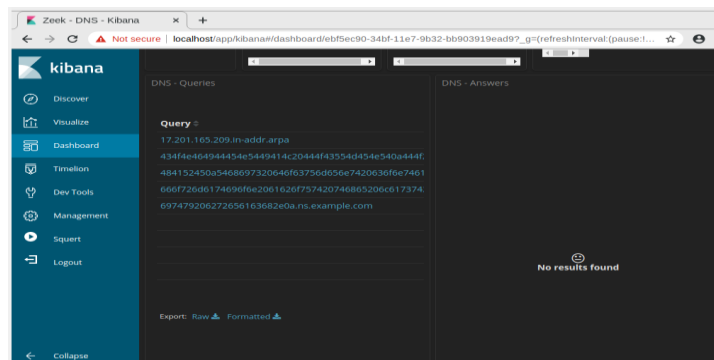 Zeek - DNS - Kibana
Not secure | localhost/app/kibana#/dashboard/ebf5ec90-34bf-11e7-9b32-bb903919ead9?_g=(refreshInterval:(pause:!...
kibana
DNS - Queries
DNS - Answers
Discover
Visualize
Query
17.201.165.209.in-addr.arpa
Dashboard
434f4e464944454e5449414c20444f43554d454e540a444f.
Timelion
484152450a5468697320646f63756d656e7420636f6e7461
Dev Tools
666f726d6174696f6e2061626f757420746865206c617374.
Management
697479206272656163682e0a.ns.example.com
Squert
Logout
No results found
Export: Raw Formatted
Collapse